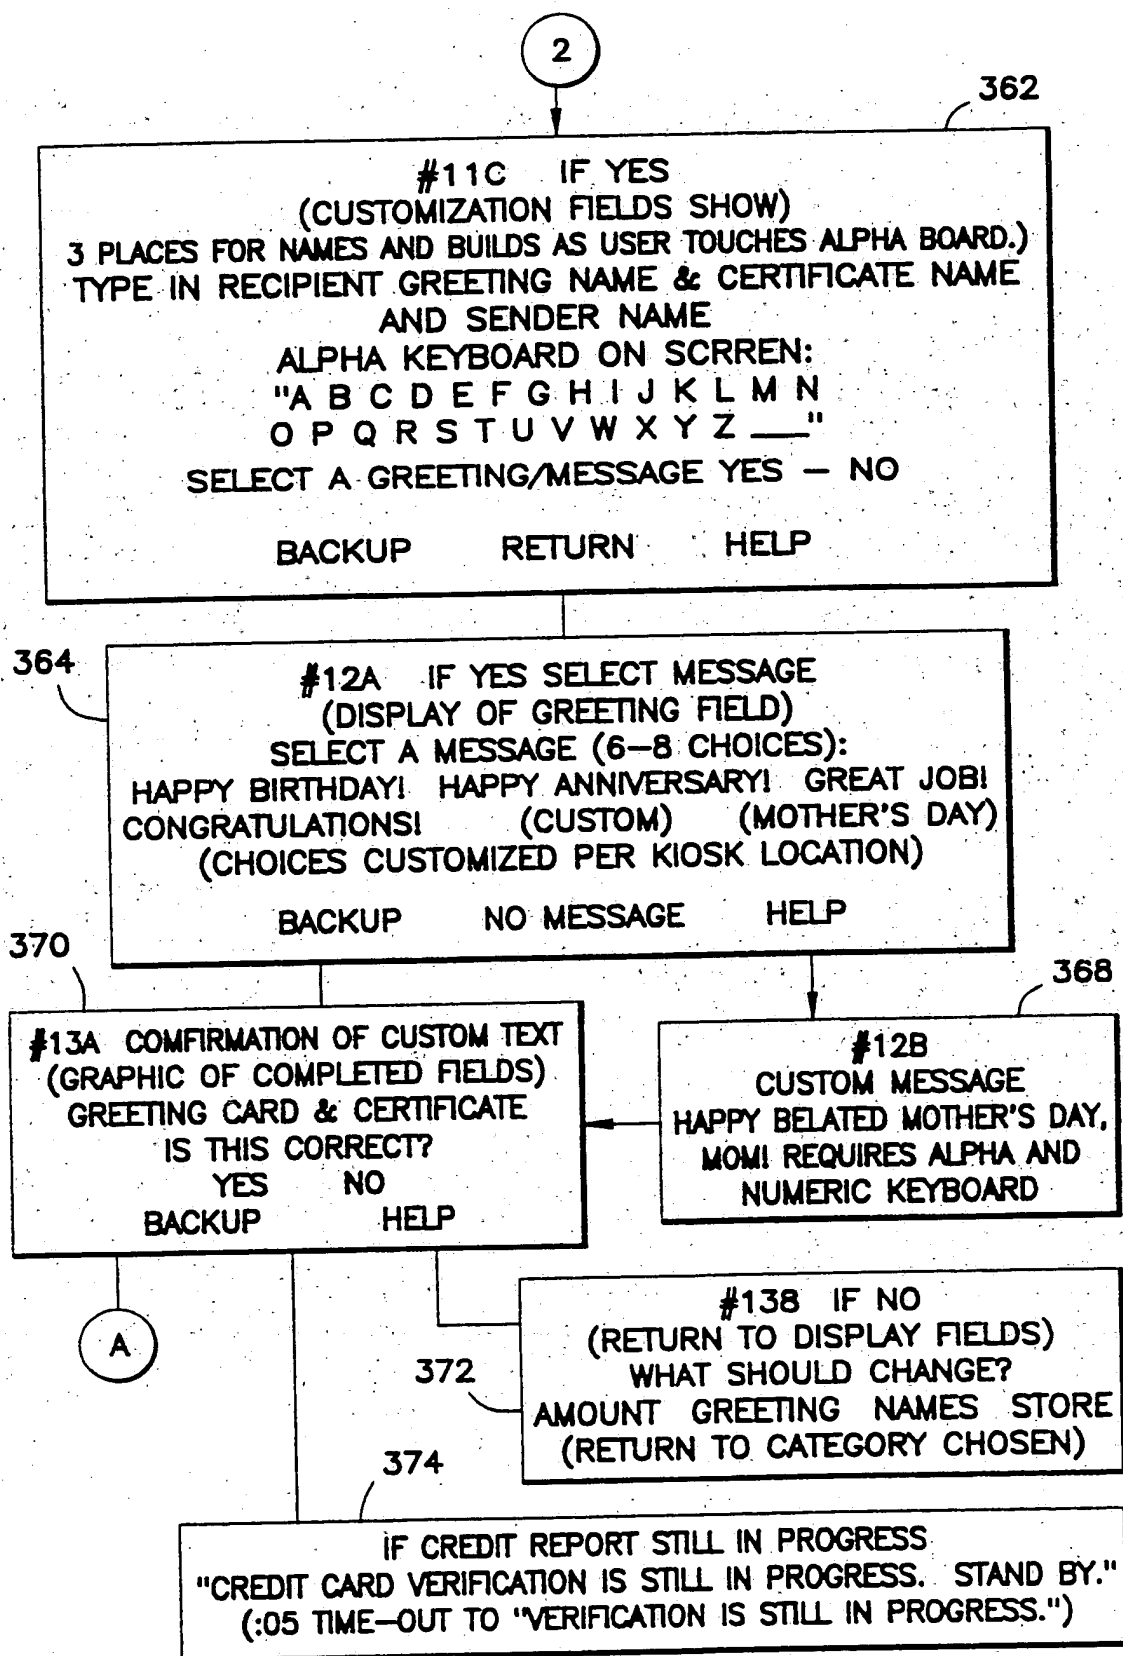 2
362
#11C IF YES
(CUSTOMIZATION FIELDS SHOW)
3 PLACES FOR NAMES AND BUILDS AS USER TOUCHES ALPHA BOARD.)
TYPE IN RECIPIENT GREETING NAME & CERTIFICATE NAME
AND SENDER NAME
ALPHA KEYBOARD ON SCRREN:
"A B C D E F G H I J K L M N
O P Q R S T U V W X Y Z ___"
SELECT A GREETING/MESSAGE YES – NO
BACKUP RETURN HELP
364
#12A IF YES SELECT MESSAGE
(DISPLAY OF GREETING FIELD)
SELECT A MESSAGE (6–8 CHOICES):
HAPPY BIRTHDAY! HAPPY ANNIVERSARY! GREAT JOB!
CONGRATULATIONS! (CUSTOM) (MOTHER'S DAY)
(CHOICES CUSTOMIZED PER KIOSK LOCATION)
BACKUP NO MESSAGE HELP
370
#13A COMFIRMATION OF CUSTOM TEXT
(GRAPHIC OF COMPLETED FIELDS)
GREETING CARD & CERTIFICATE
IS THIS CORRECT?
YES NO
BACKUP HELP
368
#12B
CUSTOM MESSAGE
HAPPY BELATED MOTHER'S DAY,
MOM! REQUIRES ALPHA AND
NUMERIC KEYBOARD
A
372
#138 IF NO
(RETURN TO DISPLAY FIELDS)
WHAT SHOULD CHANGE?
AMOUNT GREETING NAMES STORE
(RETURN TO CATEGORY CHOSEN)
374
IF CREDIT REPORT STILL IN PROGRESS
"CREDIT CARD VERIFICATION IS STILL IN PROGRESS. STAND BY."
(:05 TIME–OUT TO "VERIFICATION IS STILL IN PROGRESS.")